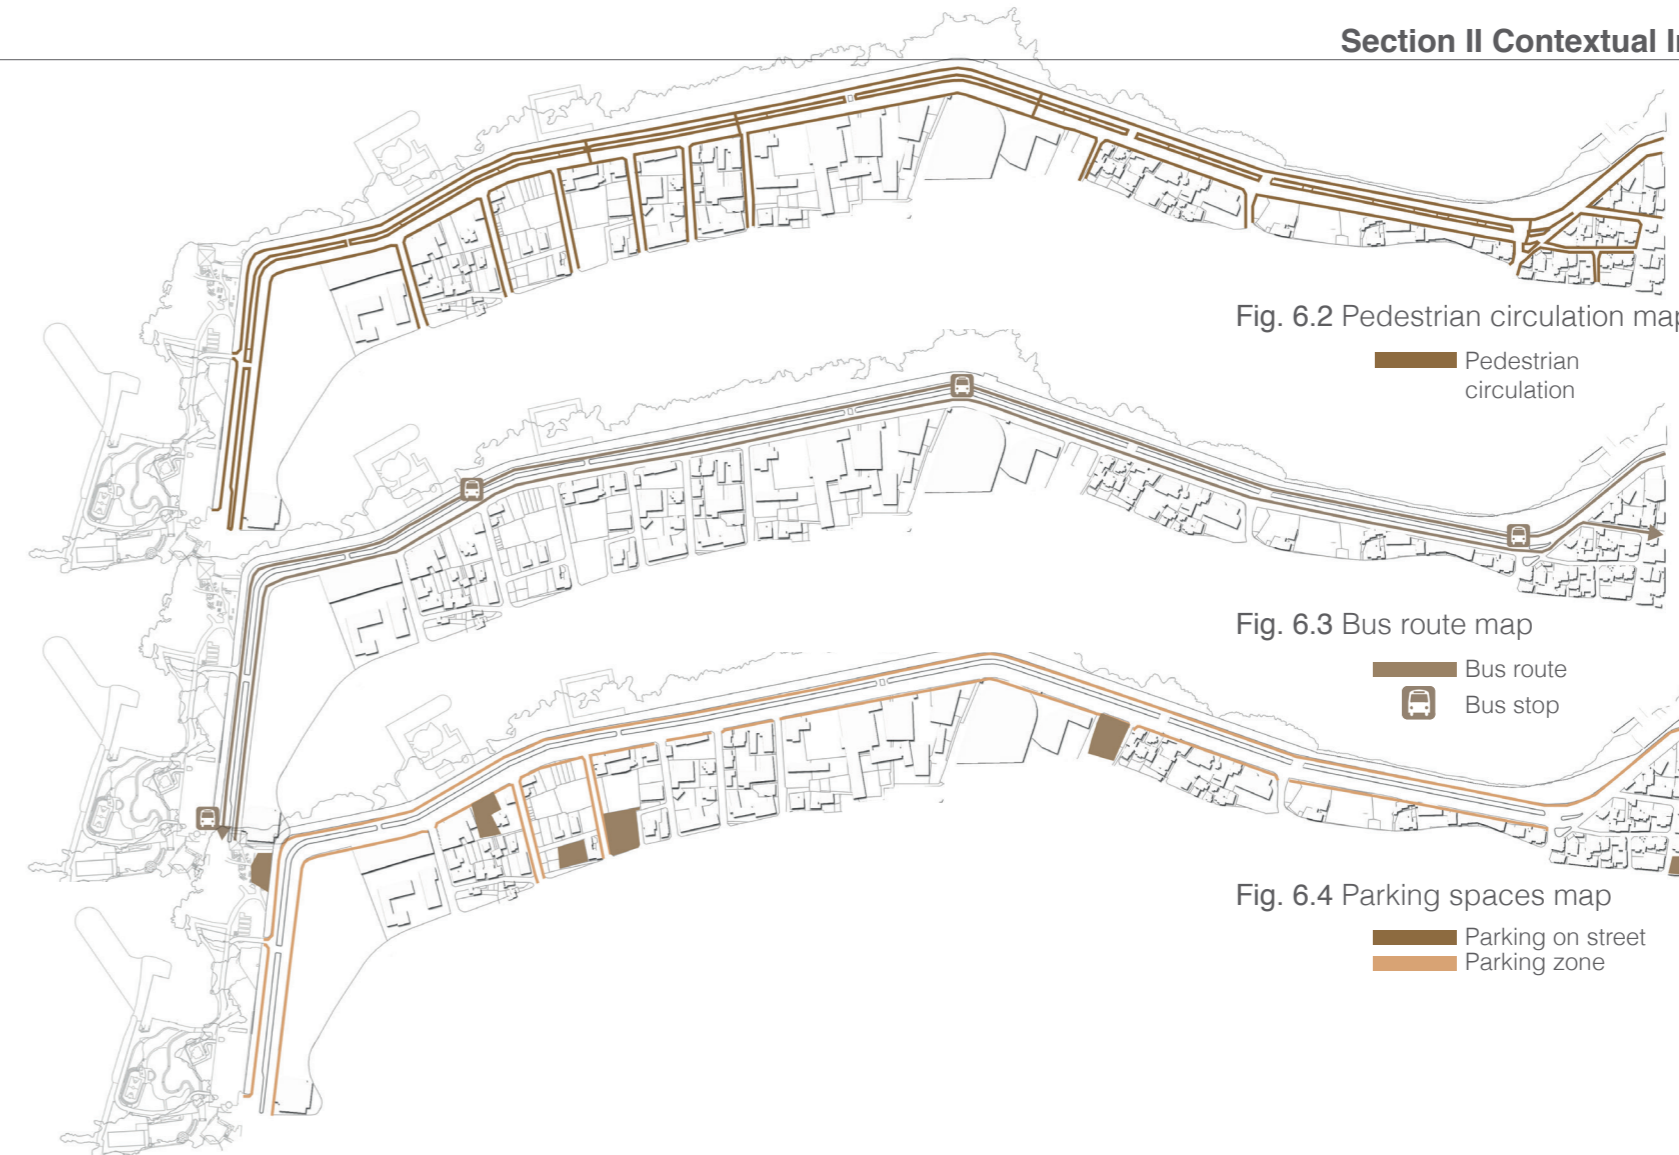 Section II Contextual
Fig. 6.2 Pedestrian circulation map
Pedestrian
circulation
Fig. 6.3 Bus route map
Bus route
Bus stop
Fig. 6.4 Parking spaces map
Parking on street
Parking zone